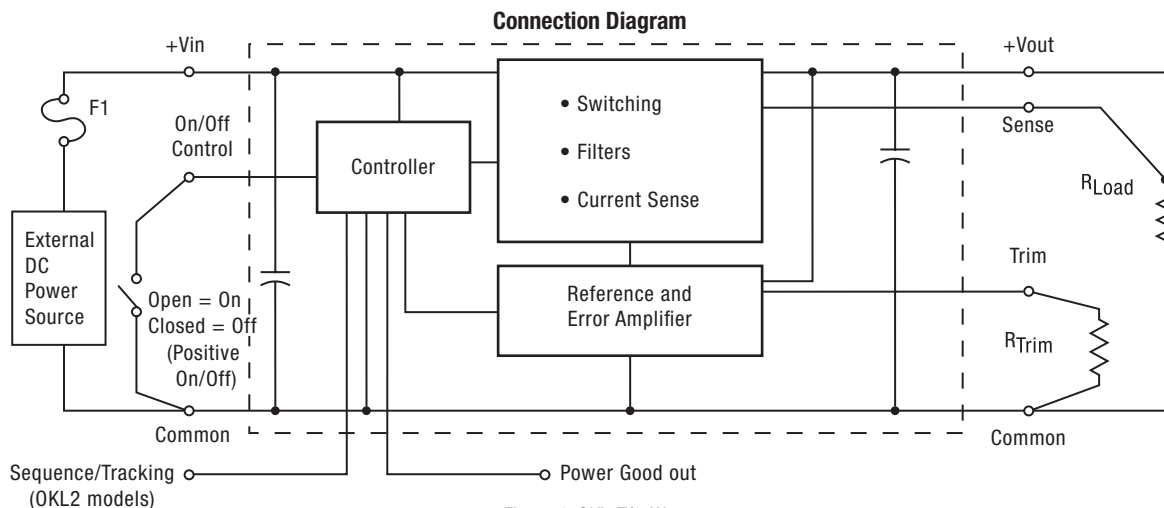 Connection Diagram
+Vin
+Vout
F1
On/Off
Control
Controller
• Switching
• Filters
• Current Sense
Sense
RLoad
External
DC
Power
Source
Open = On
Closed = Off
(Positive
On/Off)
Reference and
Error Amplifier
Trim
RTrim
Common
Common
Sequence/Tracking
(OKL2 models)
Power Good out